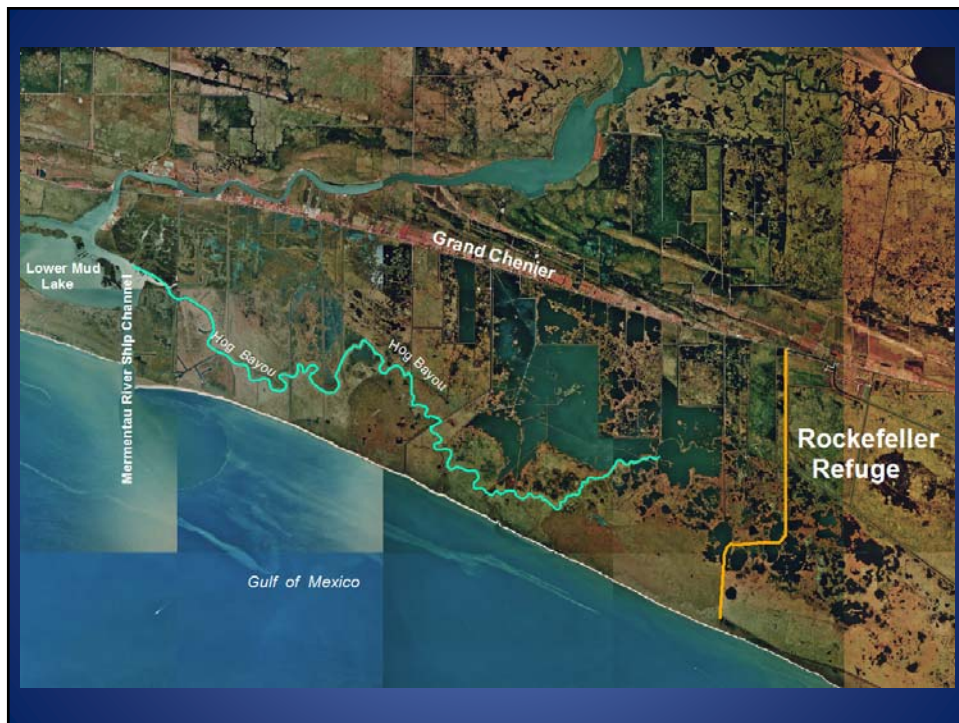 Grand Chenier
Lower Mud
Lake
Mermentau River Ship Channel
Hog Bayou
Hog Bayou
Rockefeller
Refuge
Gulf of Mexico